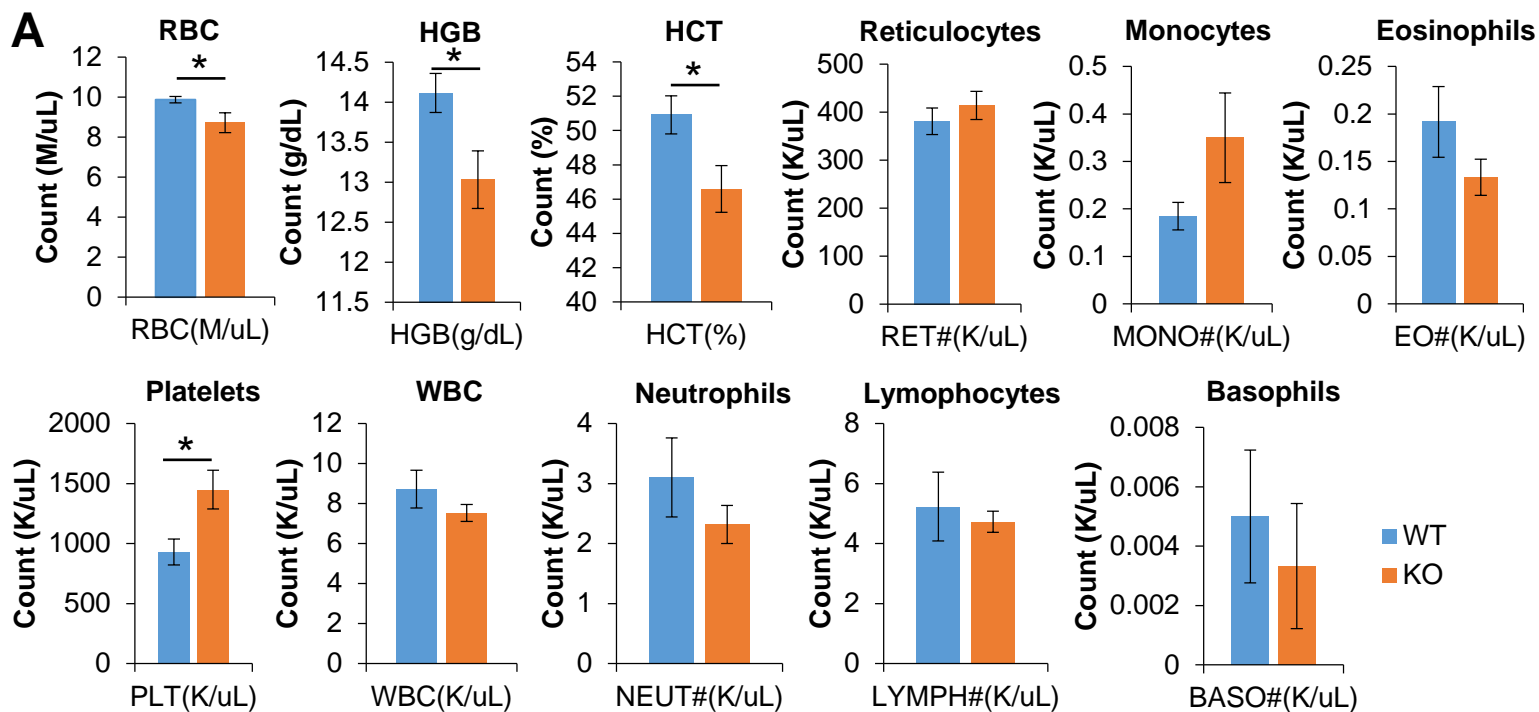 A
RBC
Count (M/uL)
12
10
8
6
4
2
0
*
RBC(M/uL)
HGB
Count (g/dL)
14.5
14
13.5
13
12.5
12
11.5
*
HGB(g/dL)
HCT
Count (%)
54
52
50
48
46
44
42
40
*
HCT(%)
Reticulocytes
Count (K/uL)
500
400
300
200
100
0
RET#(K/uL)
Monocytes
Count (K/uL)
0.5
0.4
0.3
0.2
0.1
0
MONO#(K/uL)
Eosinophils
Count (K/uL)
0.25
0.2
0.15
0.1
0.05
0
EO#(K/uL)
Platelets
Count (K/uL)
2000
1500
1000
500
0
*
PLT(K/uL)
WBC
Count (K/uL)
12
10
8
6
4
2
0
WBC(K/uL)
Neutrophils
Count (K/uL)
4
3
2
1
0
NEUT#(K/uL)
Lymophocytes
Count (K/uL)
8
6
4
2
0
LYMPH#(K/uL)
Basophils
Count (K/uL)
0.008
0.006
0.004
0.002
0
BASO#(K/uL)
WT
KO